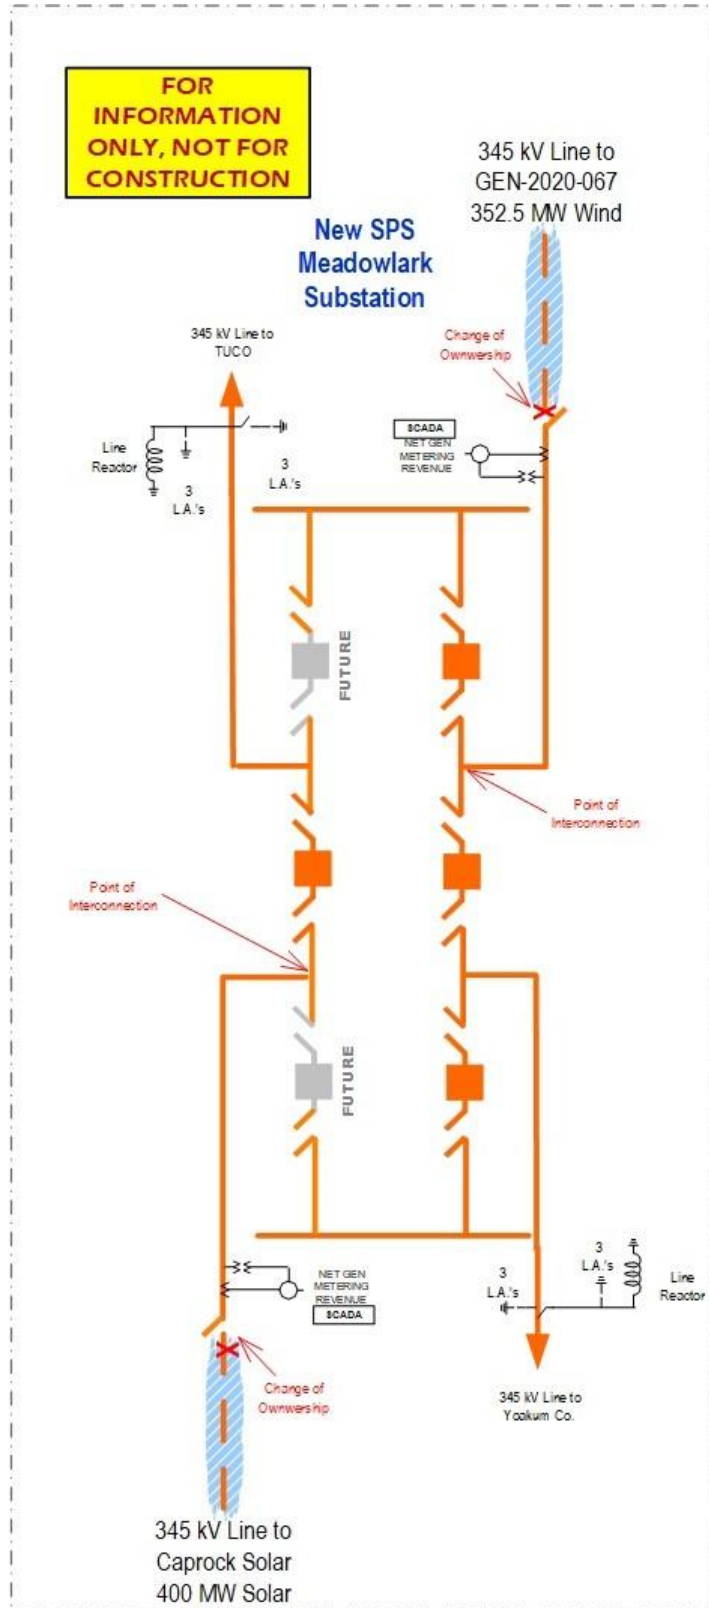 FOR
INFORMATION
ONLY, NOT FOR
CONSTRUCTION
345 kV Line to
GEN-2020-067
352.5 MW Wind
New SPS
Meadowlark
Substation
345 kV Line to
TUCO
Change of
Ownwership
Line
Reactor
3
L.A.'s
3
L.A.'s
SCADA
NET GEN
METERING
REVENUE
FUTURE
Point of
Interconnection
Point of
Interconnection
FUTURE
NET GEN
METERING
REVENUE
SCADA
3
L.A.'s
3
L.A.'s
Line
Reactor
Change of
Ownwership
345 kV Line to
Yoakum Co.
345 kV Line to
Caprock Solar
400 MW Solar